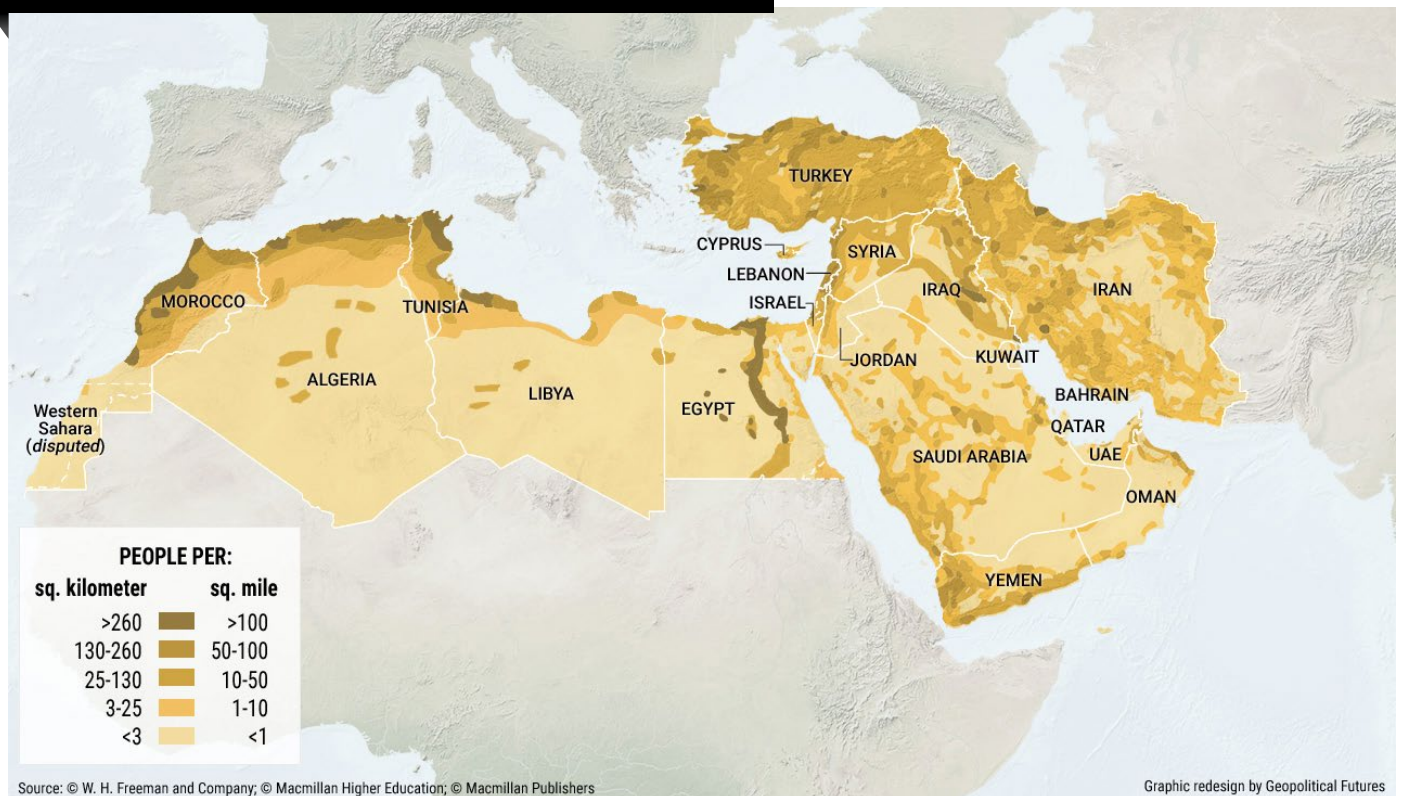 TURKEY
CYPRUS
SYRIA
LEBANON
ISRAEL
IRAQ
IRAN
MOROCCO
TUNISIA
JORDAN
KUWAIT
ALGERIA
LIBYA
EGYPT
BAHRAIN
QATAR
Western
Sahara
(disputed)
SAUDI ARABIA
UAE
OMAN
YEMEN
PEOPLE PER:
sq. kilometer sq. mile
>260 >100
130-260 50-100
25-130 10-50
3-25 1-10
<3 <1
Source: © W. H. Freeman and Company; © Macmillan Higher Education; © Macmillan Publishers
Graphic redesign by Geopolitical Futures